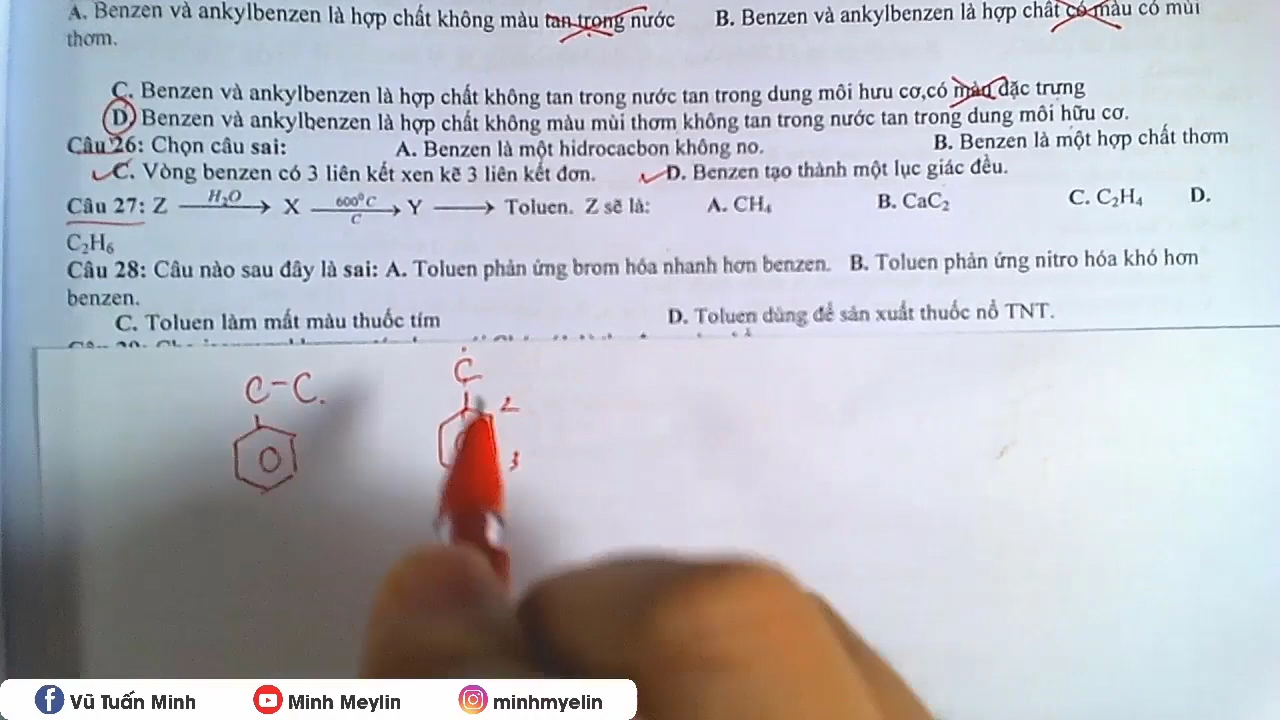 A. Benzen và ankylbenzen là hợp chất không màu tan trong nước B. Benzen và ankylbenzen là hợp chất có màu có mùi
thơm.
C. Benzen và ankylbenzen là hợp chất không tan trong nước tan trong dung môi hưu cơ,có màu đặc trưng
D. Benzen và ankylbenzen là hợp chất không màu mùi thơm không tan trong nước tan trong dung môi hữu cơ.
Câu 26: Chọn câu sai: A. Benzen là một hidrocacbon không no. B. Benzen là một hợp chất thơm
C. Vòng benzen có 3 liên kết xen kẽ 3 liên kết đơn. D. Benzen tạo thành một lục giác đều.
Câu 27: Z H₂O → X 600⁰C C → Y → Toluen. Z sẽ là: A. CH₄ B. CaC₂ C. C₂H₄ D.
C₂H₆
Câu 28: Câu nào sau đây là sai: A. Toluen phản ứng brom hóa nhanh hơn benzen. B. Toluen phản ứng nitro hóa khó hơn
benzen.
C. Toluen làm mất màu thuốc tím D. Toluen dùng để sản xuất thuốc nổ TNT.
C-C. C
2
3
Vũ Tuấn Minh Minh Meylin minhmyelin